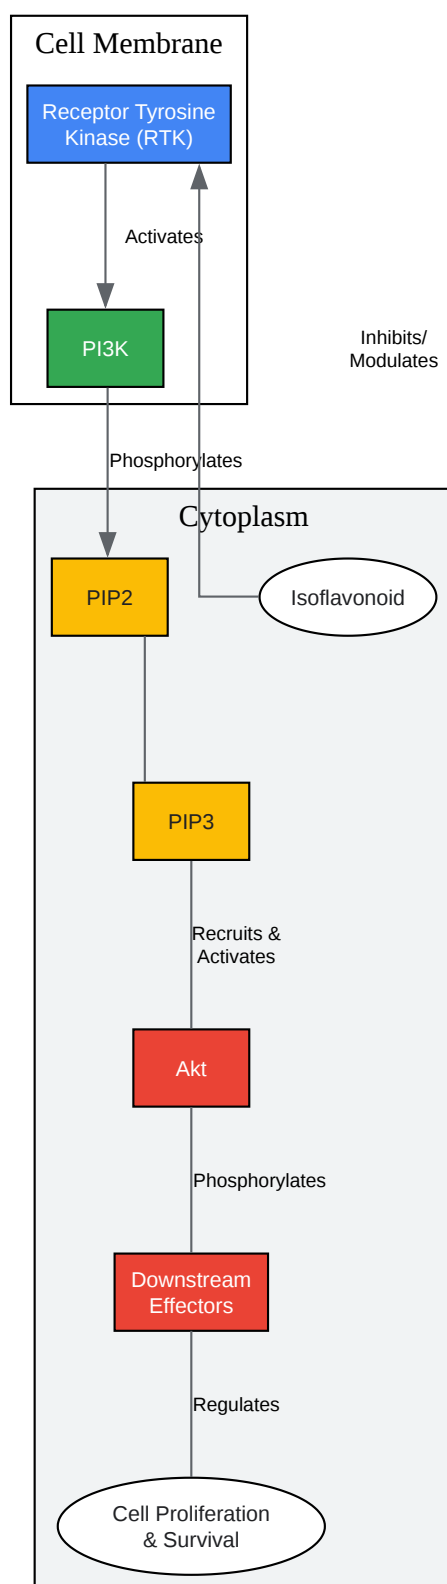 Cell Membrane
Receptor Tyrosine
Kinase (RTK)
Activates
PI3K
Inhibits/
Modulates
Phosphorylates
Cytoplasm
PIP2
Isoflavonoid
PIP3
Recruits &
Activates
Akt
Phosphorylates
Downstream
Effectors
Regulates
Cell Proliferation
& Survival